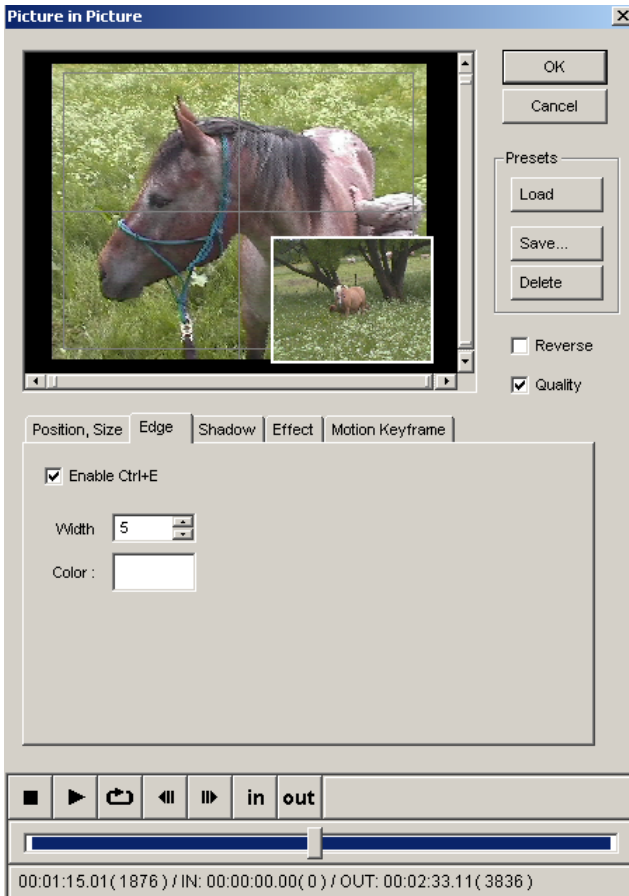 Picture in Picture
OK
Cancel
Presets
Load
Save...
Delete
Reverse
Quality
Position, Size Edge Shadow Effect Motion Keyframe
Enable Ctrl+E
Width 5
Color :
in out
00:01:15.01( 1876 ) / IN: 00:00:00.00( 0 ) / OUT: 00:02:33.11( 3836 )